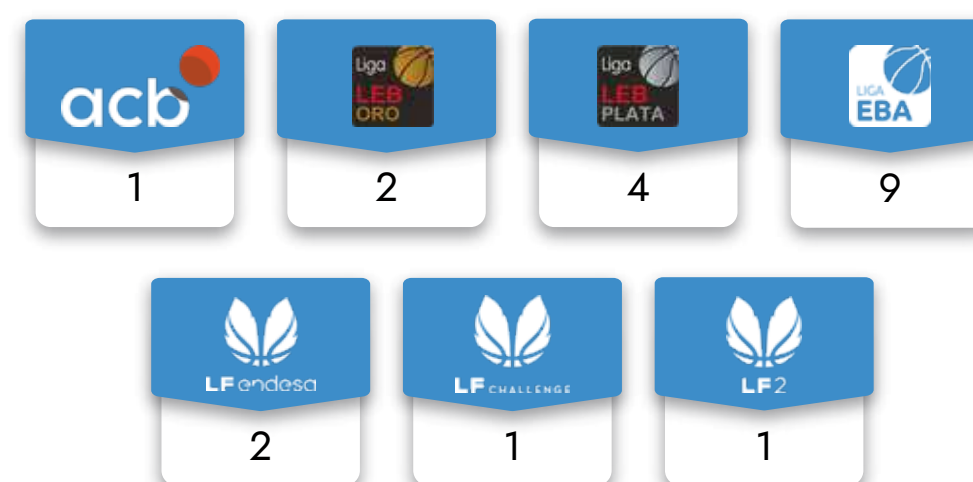 acb
Liga
LEB
ORO
Liga
LEB
PLATA
LIGA
EBA
1
2
4
9
LF endesa
LF CHALLENGE
LF2
2
1
1